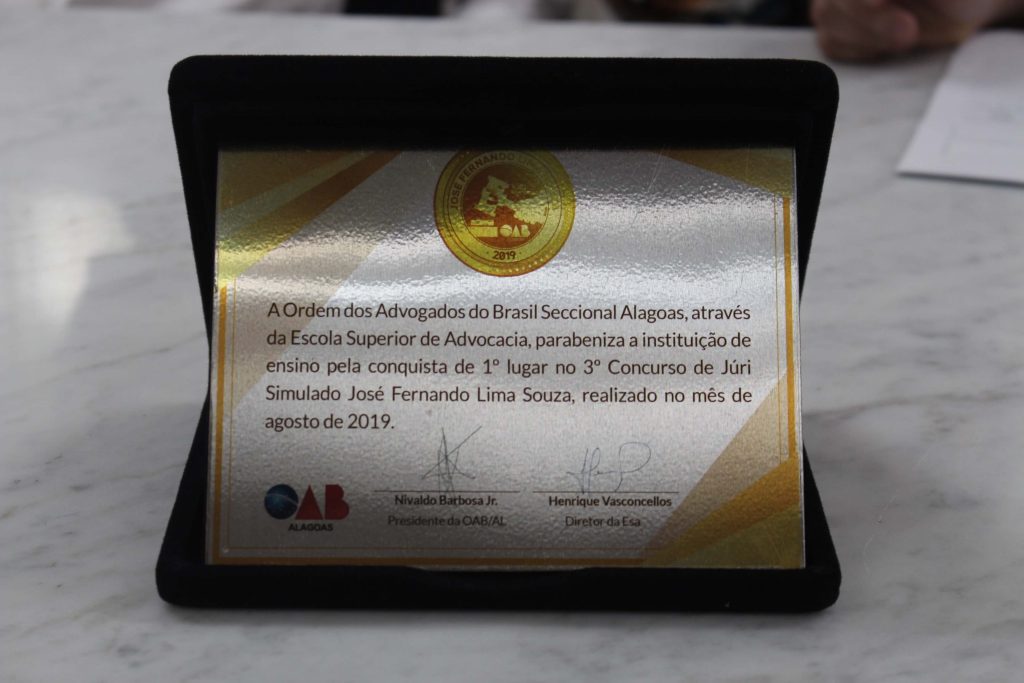 JOSÉ FERNANDO LIMA
OAB
2019
A Ordem dos Advogados do Brasil Seccional Alagoas, através
da Escola Superior de Advocacia, parabeniza a instituição de
ensino pela conquista de 1º lugar no 3º Concurso de Júri
Simulado José Fernando Lima Souza, realizado no mês de
agosto de 2019.
Nivaldo Barbosa Jr. Henrique Vasconcellos
OAB
Presidente da OAB/AL Diretor da Esa
ALAGOAS